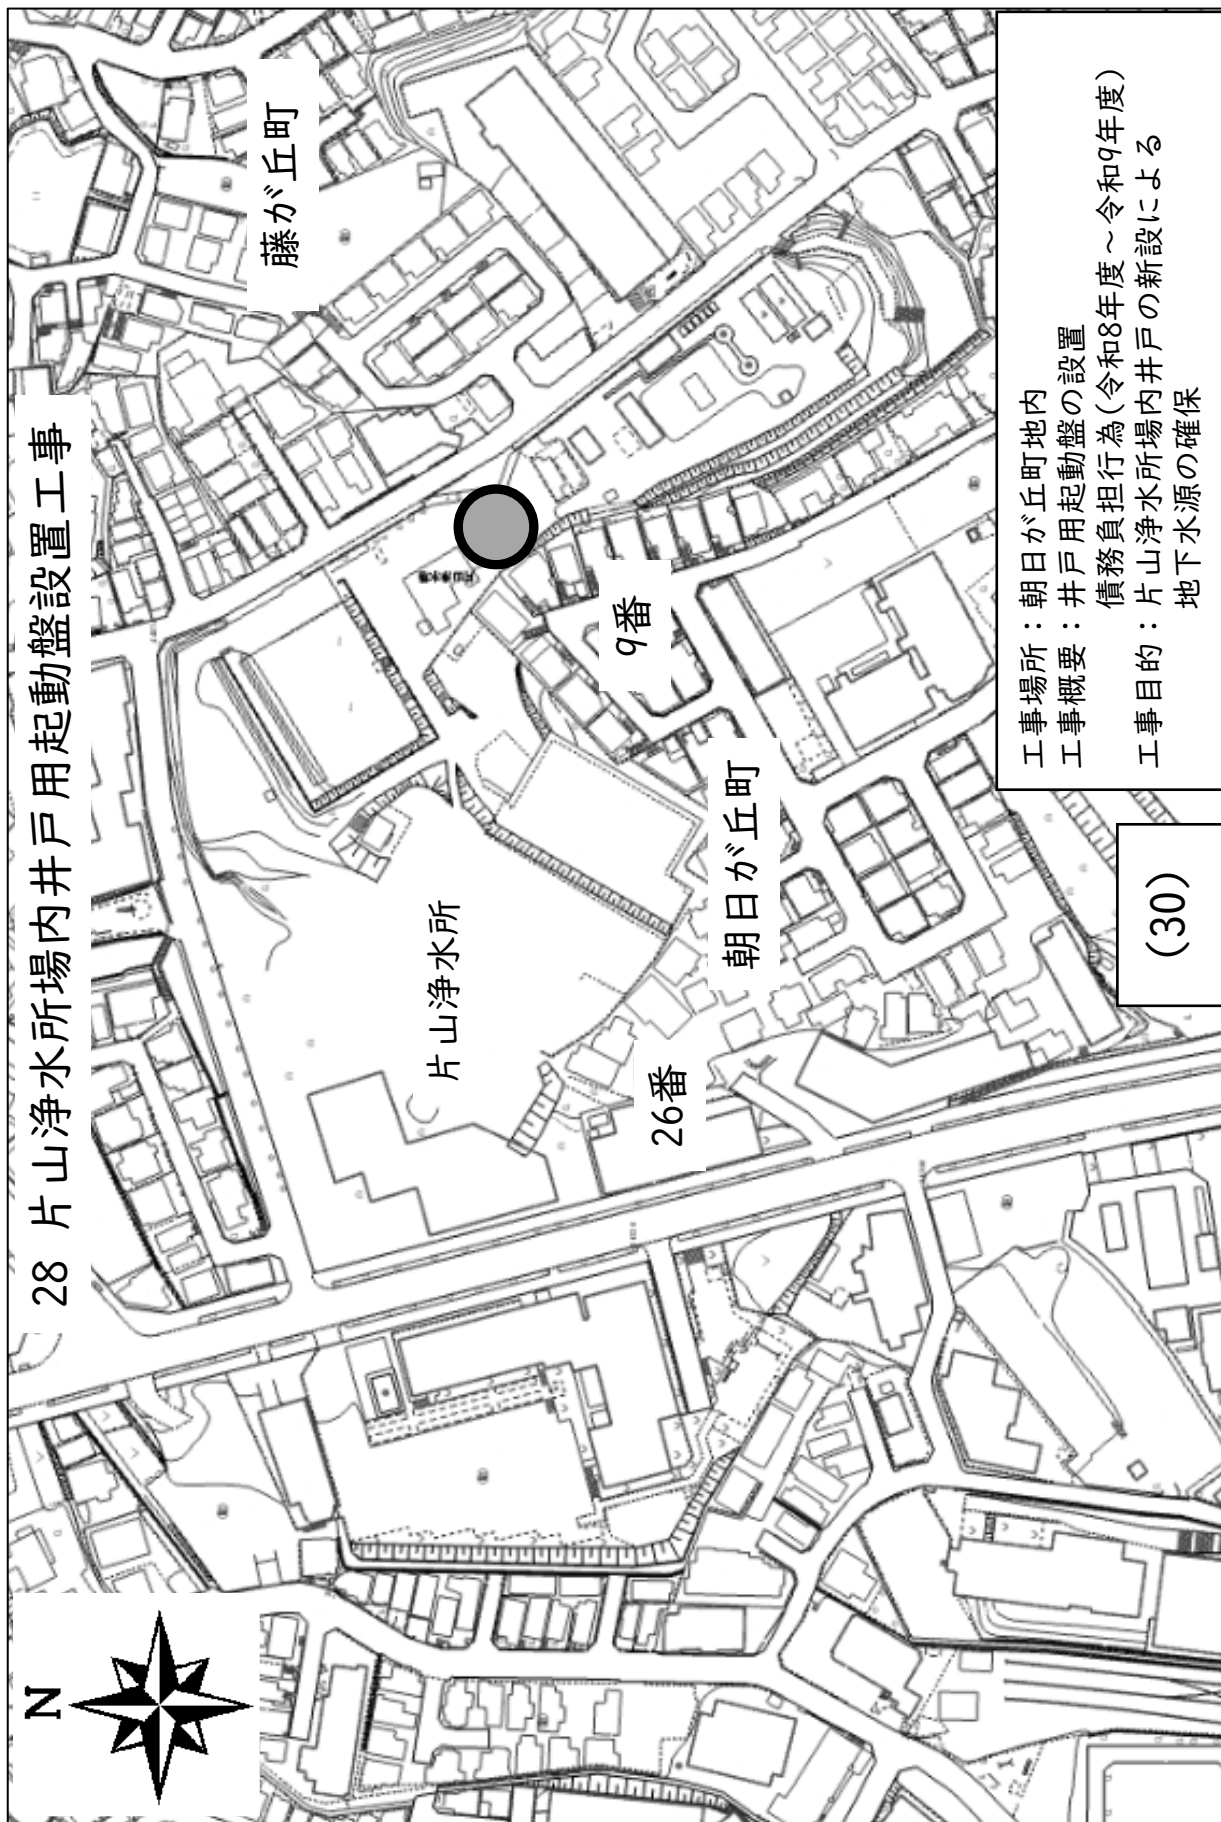 28 片山浄水所場内井戸用起動盤設置工事
N
藤が丘町
片山浄水所
9番
朝日が丘町
26番
工事場所：朝日が丘町地内
工事概要：井戸用起動盤の設置
債務負担行為(令和8年度～令和9年度)
工事目的：片山浄水所場内井戸の新設による
地下水源の確保
(30)